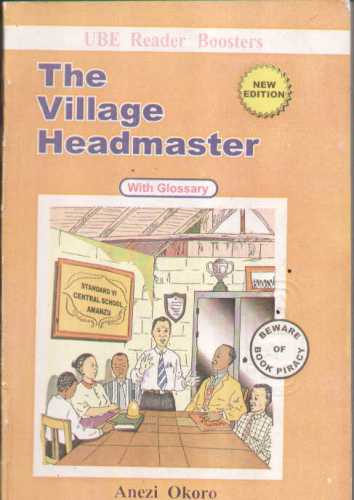 UBE Reader Boosters
The
Village
Headmaster
NEW
EDITION
With Glossary
STANDARD VI
CENTRAL SCHOOL
AMANZU
BEWARE
OF
BOOK PIRACY
Anezi Okoro